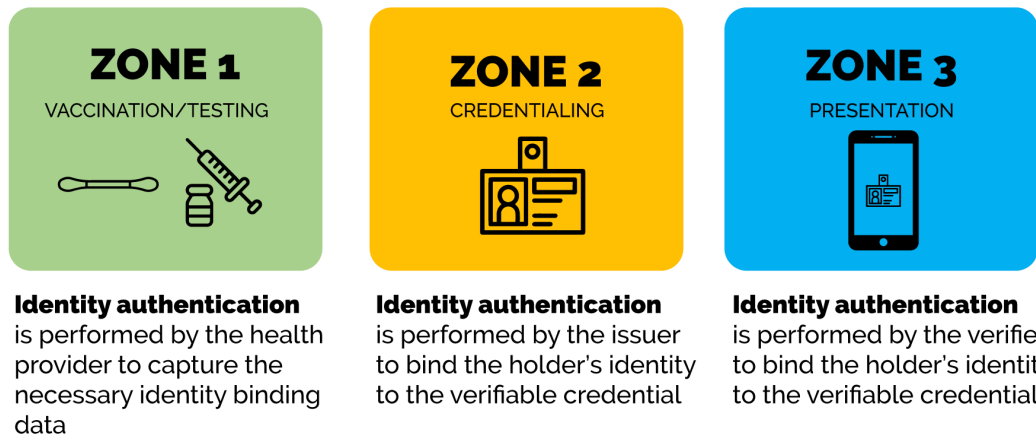 ZONE 1
VACCINATION/TESTING
Identity authentication
is performed by the health
provider to capture the
necessary identity binding
data
ZONE 2
CREDENTIALING
Identity authentication
is performed by the issuer
to bind the holder's identity
to the verifiable credential
ZONE 3
PRESENTATION
Identity authentication
is performed by the
to bind the holder's
to the verifiable credential